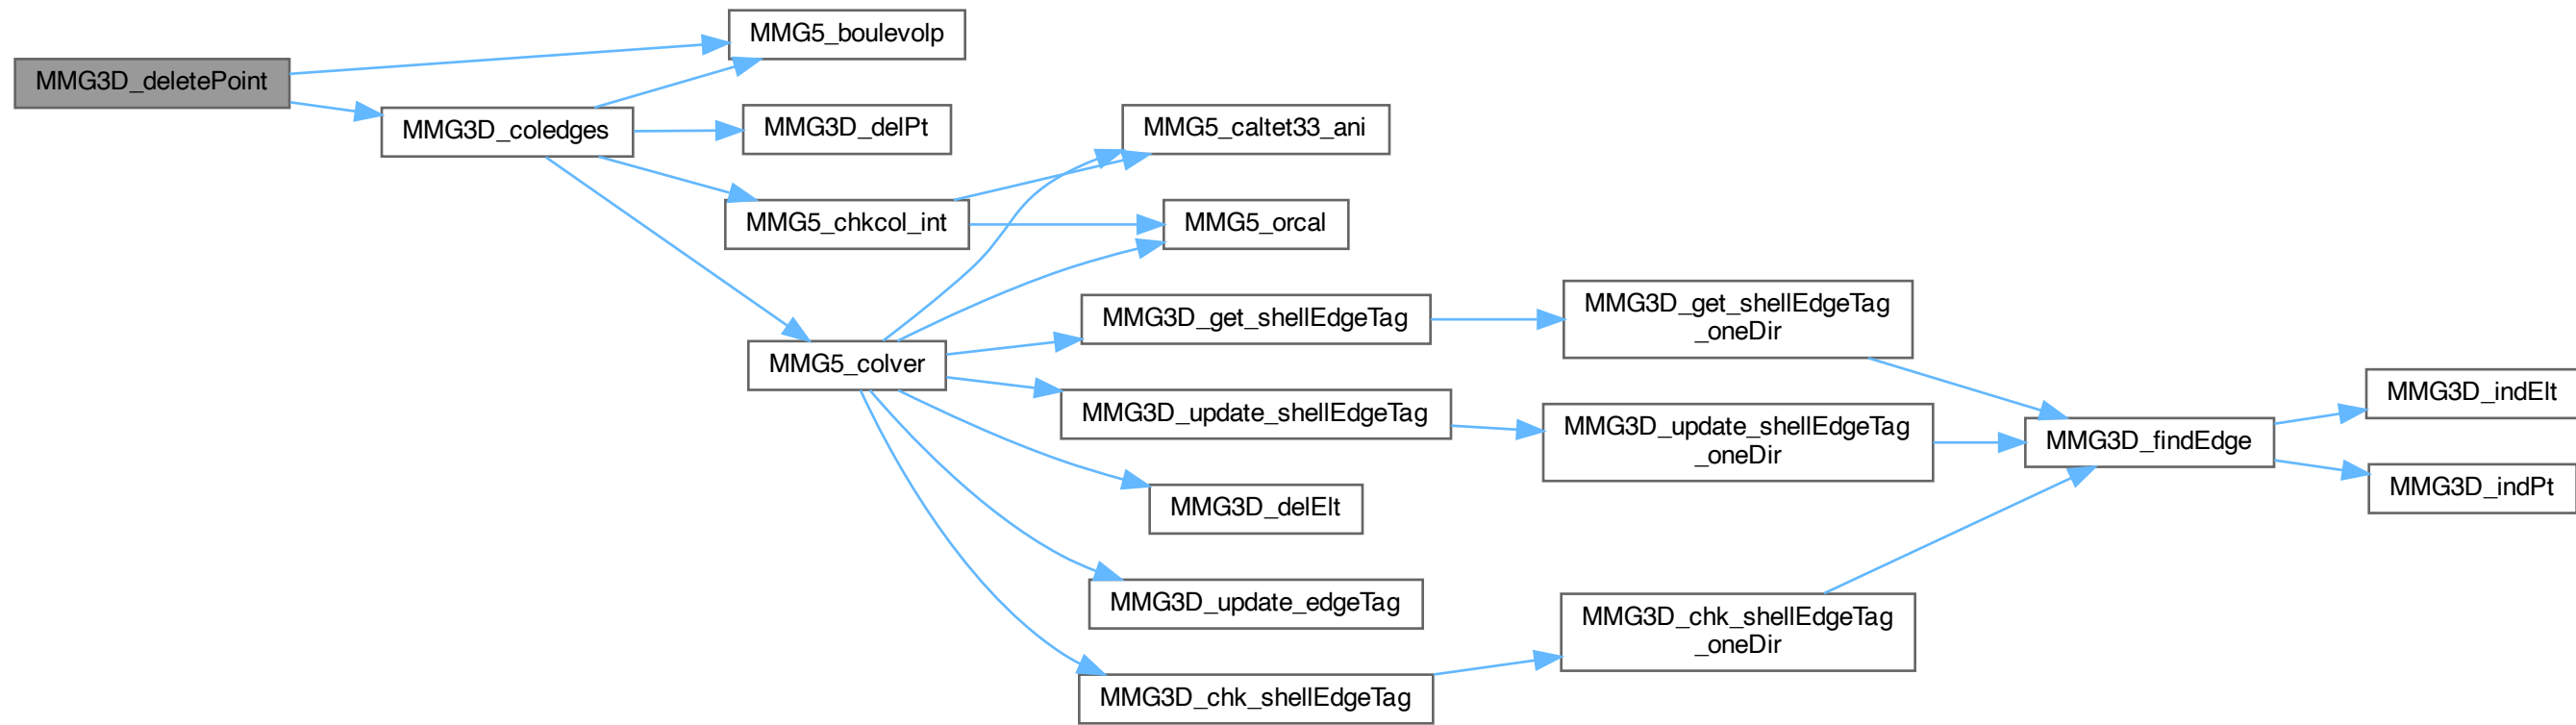 MMG3D_deletePoint
MMG5_boulevolp
MMG3D_coledges
MMG3D_delPt
MMG5_chkcol_int
MMG5_colver
MMG5_caltet33_ani
MMG5_orcal
MMG3D_get_shellEdgeTag
MMG3D_update_shellEdgeTag
MMG3D_delElt
MMG3D_update_edgeTag
MMG3D_chk_shellEdgeTag
MMG3D_get_shellEdgeTag
_oneDir
MMG3D_update_shellEdgeTag
_oneDir
MMG3D_chk_shellEdgeTag
_oneDir
MMG3D_findEdge
MMG3D_indElt
MMG3D_indPt